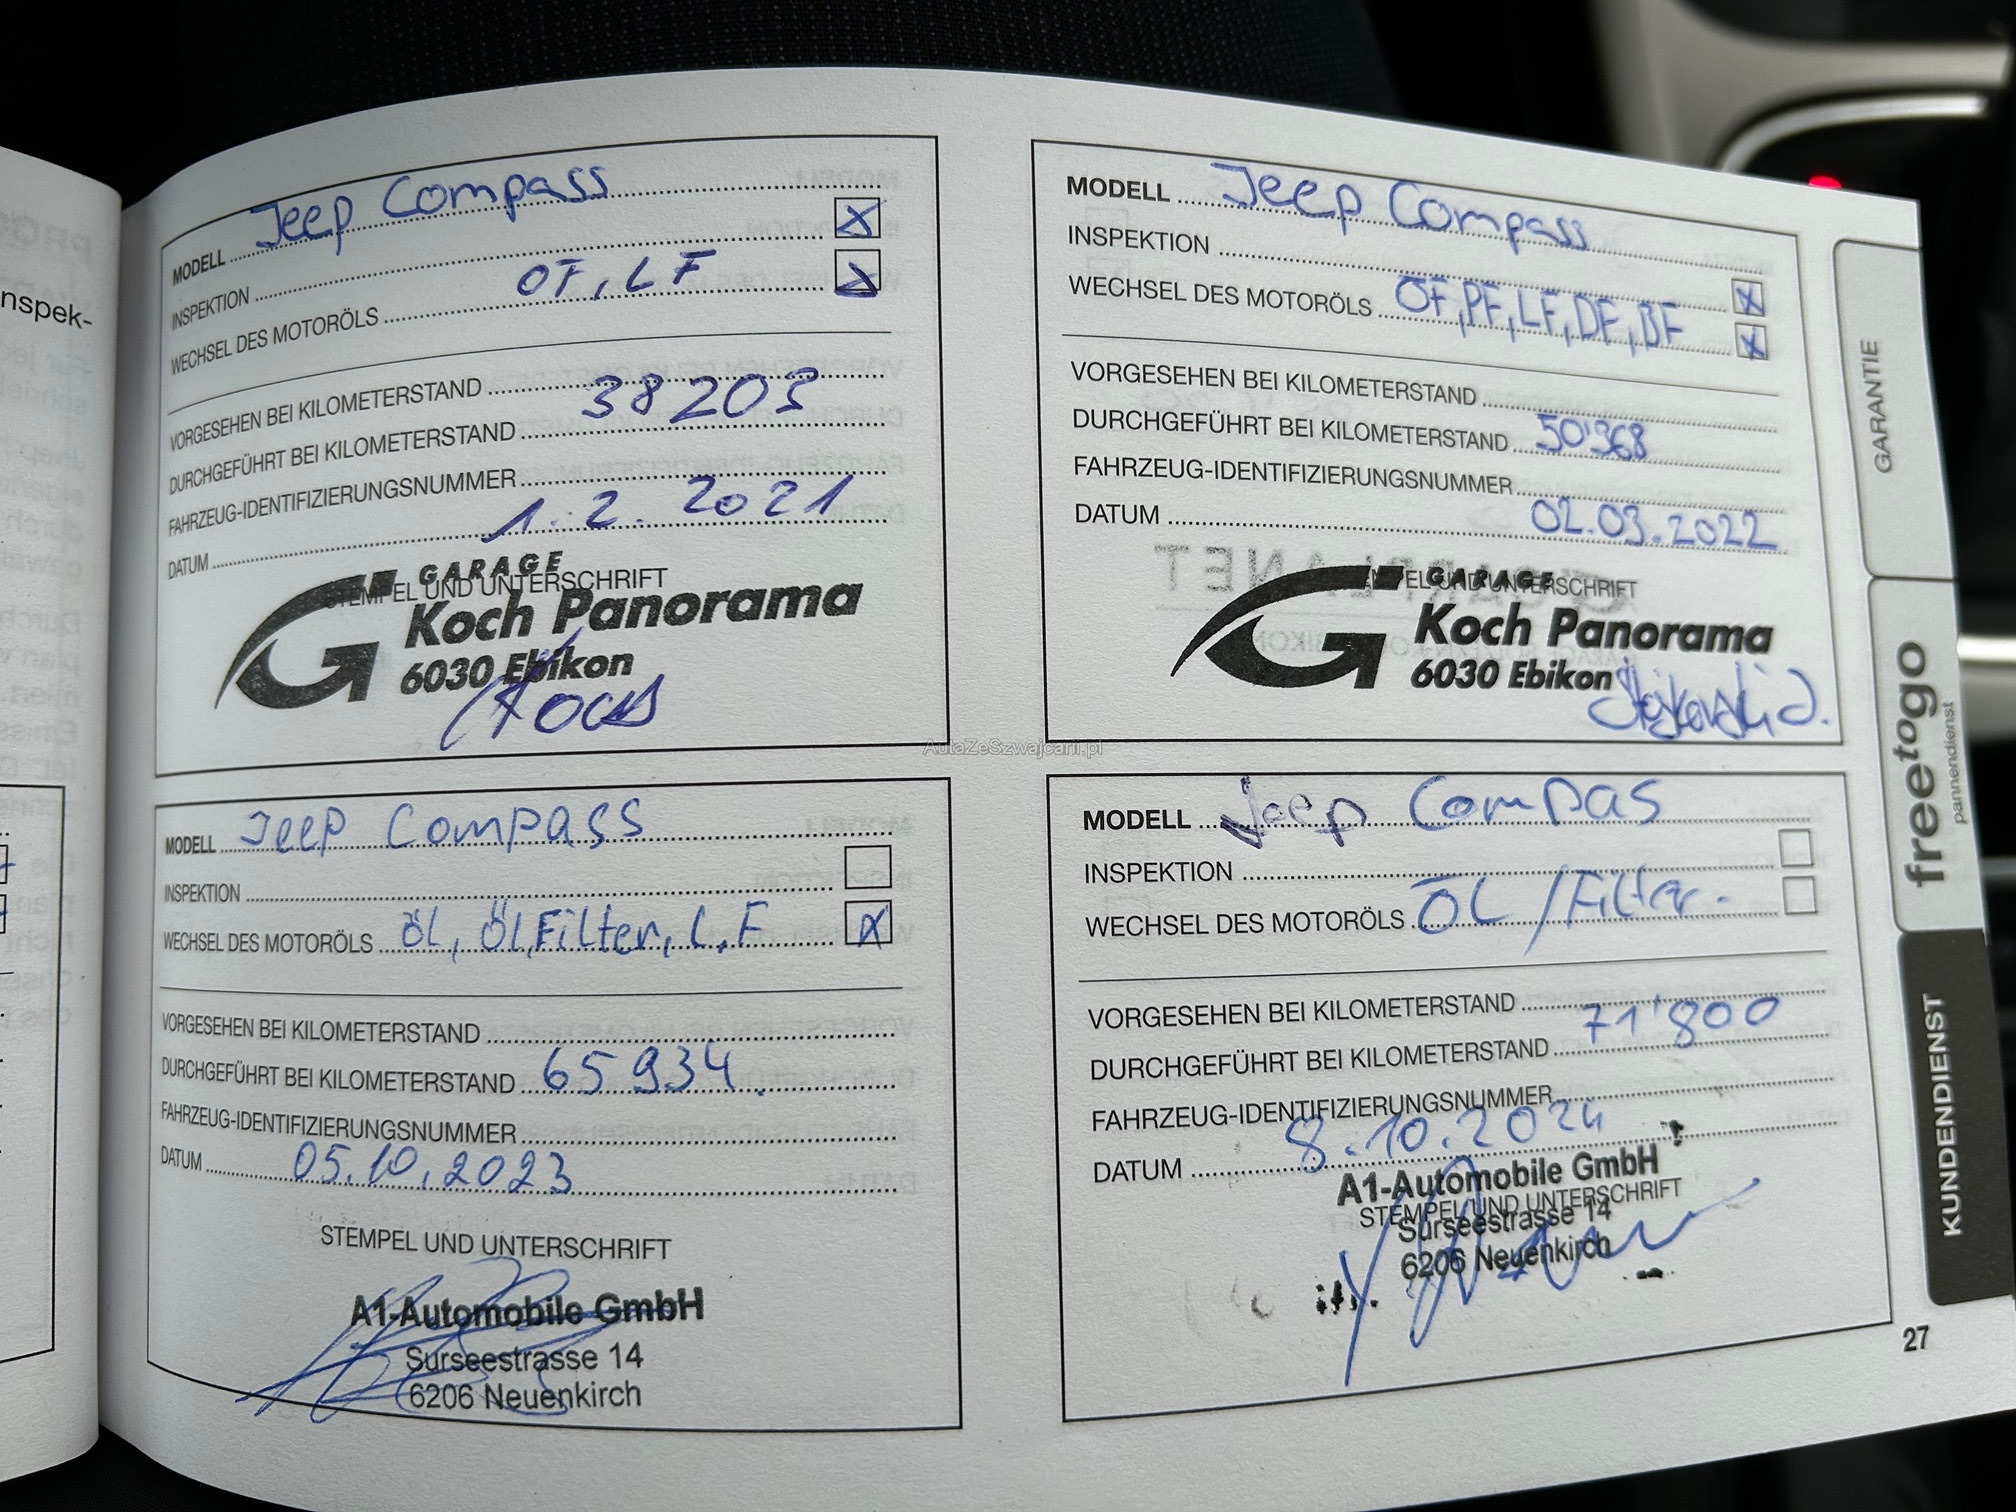 nspek-
MODELL Jeep Compass
INSPEKTION
WECHSEL DES MOTORÖLS OF, LF
VORGESEHEN BEI KILOMETERSTAND
DURCHGEFÜHRT BEI KILOMETERSTAND 38203
FAHRZEUG-IDENTIFIZIERUNGSNUMMER
DATUM 1.2.2021
STEMPEL UND UNTERSCHRIFT
GARAGE
Koch Panorama
6030 Ebikon
MODELL Jeep Compass
INSPEKTION
WECHSEL DES MOTORÖLS OF, PF, LF, DF, BF
VORGESEHEN BEI KILOMETERSTAND
DURCHGEFÜHRT BEI KILOMETERSTAND 50'368
FAHRZEUG-IDENTIFIZIERUNGSNUMMER
DATUM 02.03.2022
GARAGE
Koch Panorama
6030 Ebikon
AutaZeSzwajcarii.pl
MODELL Jeep Compass
INSPEKTION
WECHSEL DES MOTORÖLS öL, ÖL,Filter, L.F
VORGESEHEN BEI KILOMETERSTAND
DURCHGEFÜHRT BEI KILOMETERSTAND 65934
FAHRZEUG-IDENTIFIZIERUNGSNUMMER
DATUM 05.10.2023
STEMPEL UND UNTERSCHRIFT
A1-Automobile GmbH
Surseestrasse 14
6206 Neuenkirch
MODELL Jeep Compas
INSPEKTION
WECHSEL DES MOTORÖLS ÖL / Filter.
VORGESEHEN BEI KILOMETERSTAND
DURCHGEFÜHRT BEI KILOMETERSTAND 71'800
FAHRZEUG-IDENTIFIZIERUNGSNUMMER
DATUM 8.10.2024
A1-Automobile GmbH
STEMPEL UND UNTERSCHRIFT
Surseestrasse 14
6206 Neuenkirch
GARANTIE
freetogo
pannendienst
KUNDENDIENST
27